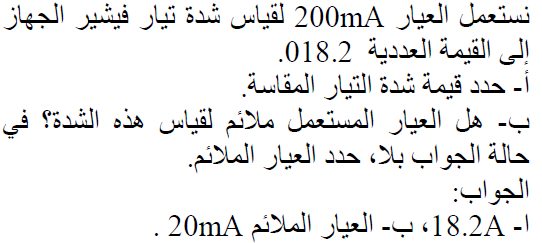 نستعمل العيار 200mA لقياس شدة تيار فيشير الجهاز
إلى القيمة العددية 018.2.
أ- حدد قيمة شدة التيار المقاسة.
ب- هل العيار المستعمل ملائم لقياس هذه الشدة؟ في
حالة الجواب بلا، حدد العيار الملائم.
الجواب:
ا- 18.2A، ب- العيار الملائم 20mA .